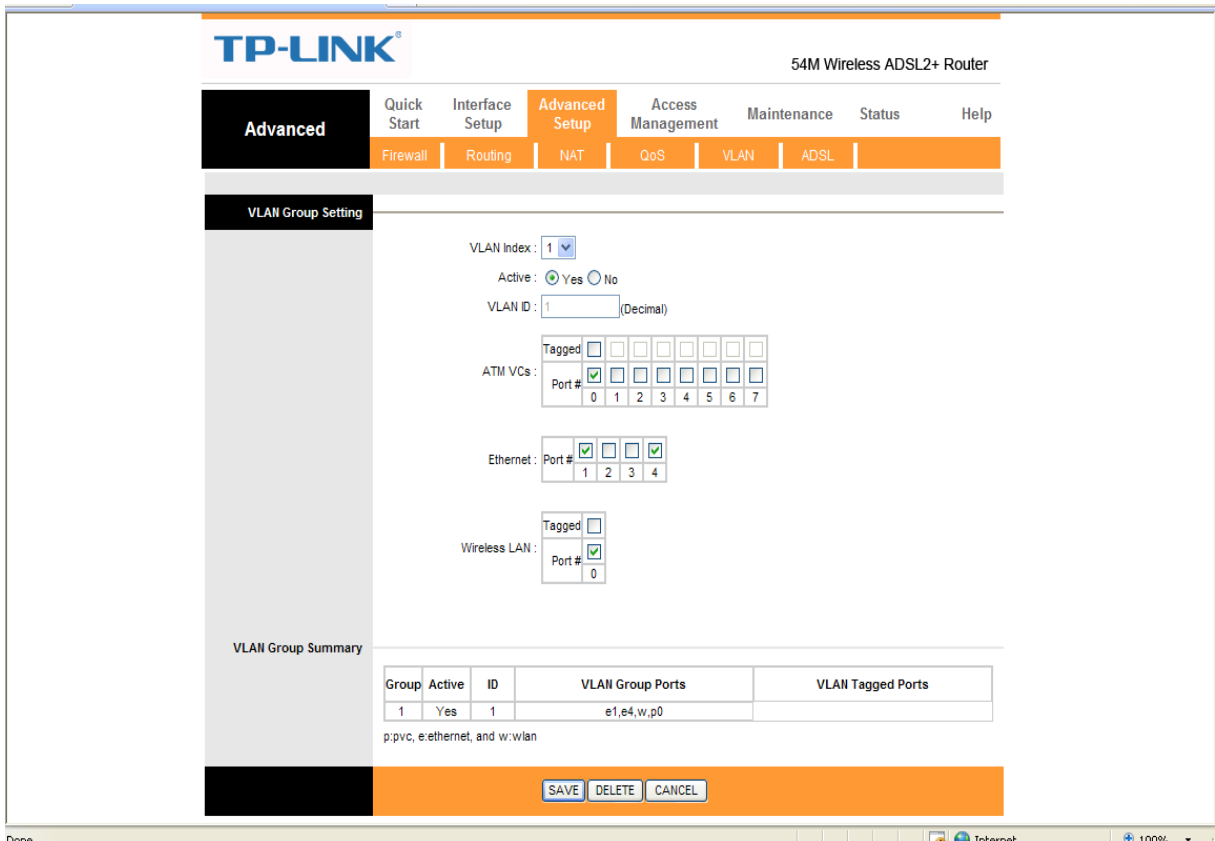 TP-LINK®
54M Wireless ADSL2+ Router
Advanced
Quick Start
Interface Setup
Advanced Setup
Access Management
Maintenance
Status
Help
Firewall
Routing
NAT
QoS
VLAN
ADSL
VLAN Group Setting
VLAN Index : 1
Active : Yes No
VLAN ID : 1 (Decimal)
ATM VCs :
Tagged
Port #
0 1 2 3 4 5 6 7
Ethernet : Port #
1 2 3 4
Wireless LAN :
Tagged
Port #
0
VLAN Group Summary
Group Active ID VLAN Group Ports VLAN Tagged Ports
1 Yes 1 e1,e4,w,p0
p:pvc, e:ethernet, and w:wlan
SAVE DELETE CANCEL
Done Internet 100%